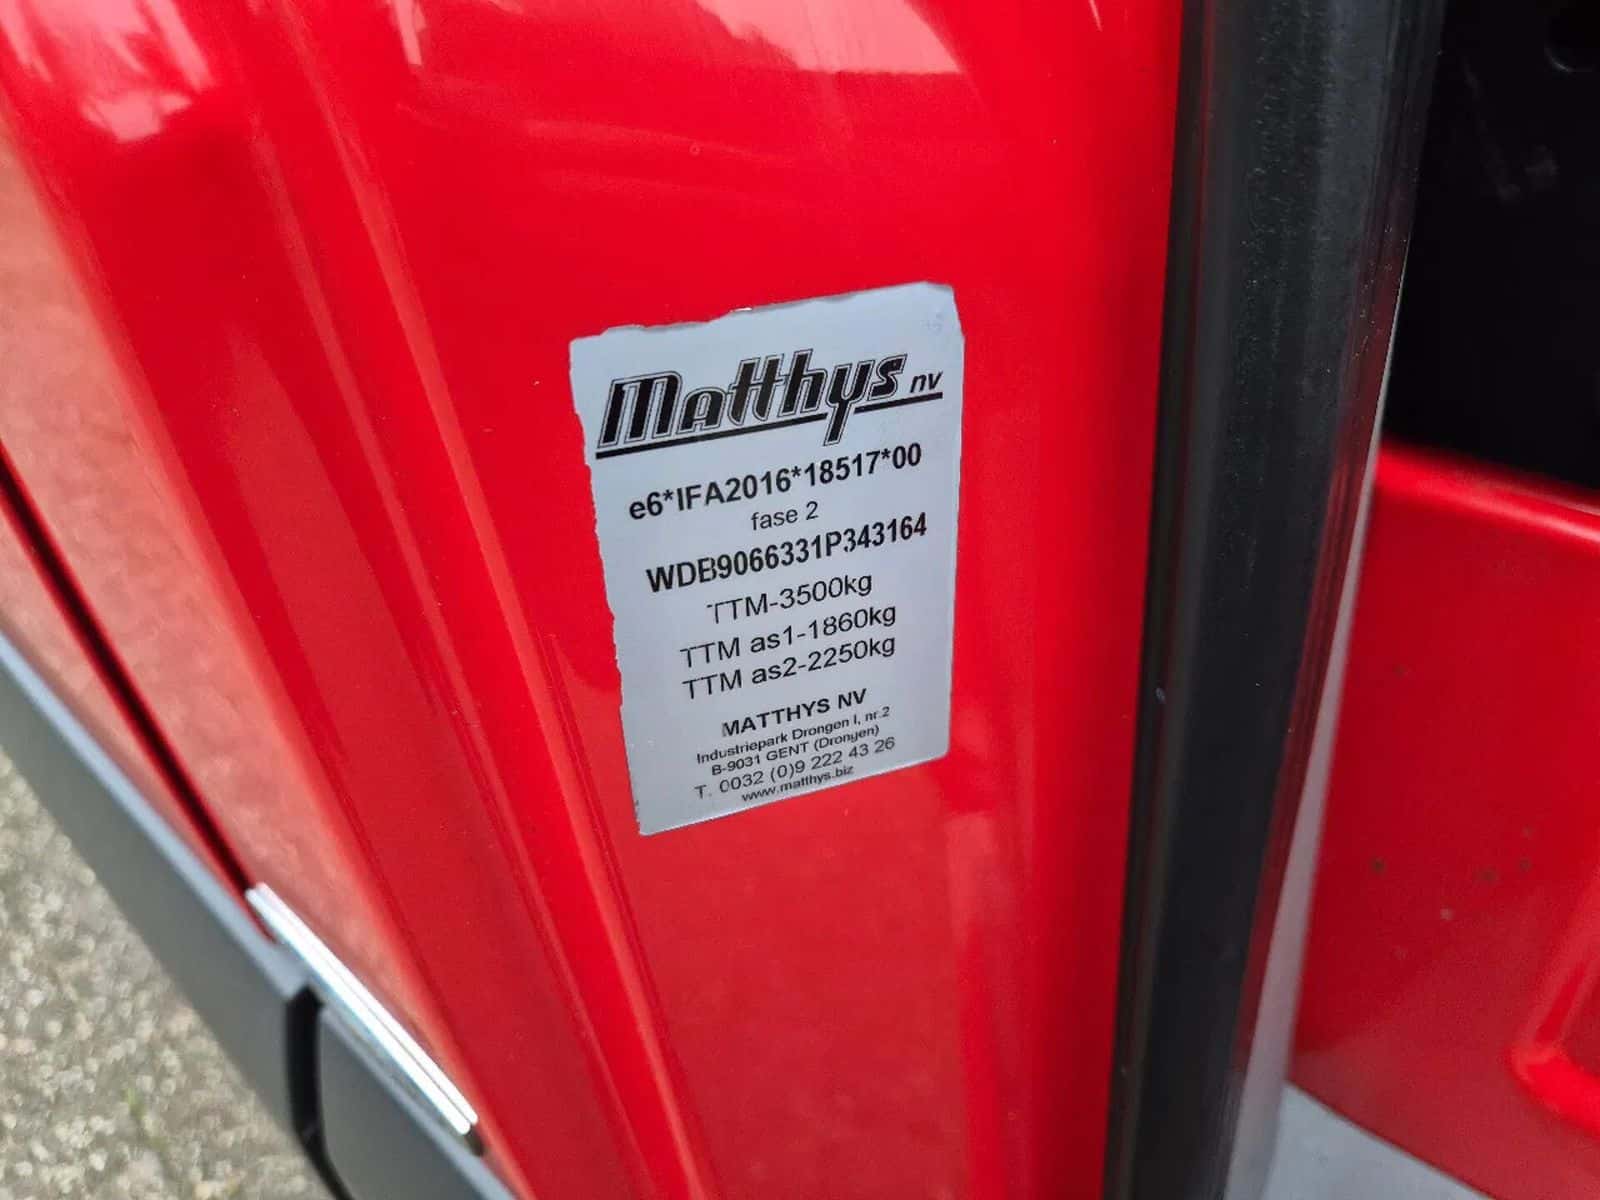 Matthys nv
e6*IFA2016*18517*00
fase 2
WDB9066331P343164
TTM-3500kg
TTM as1-1860kg
TTM as2-2250kg
MATTHYS NV
Industriepark Drongen I, nr.2
B-9031 GENT (Drongen)
T. 0032 (0)9 222 43 26
www.matthys.biz